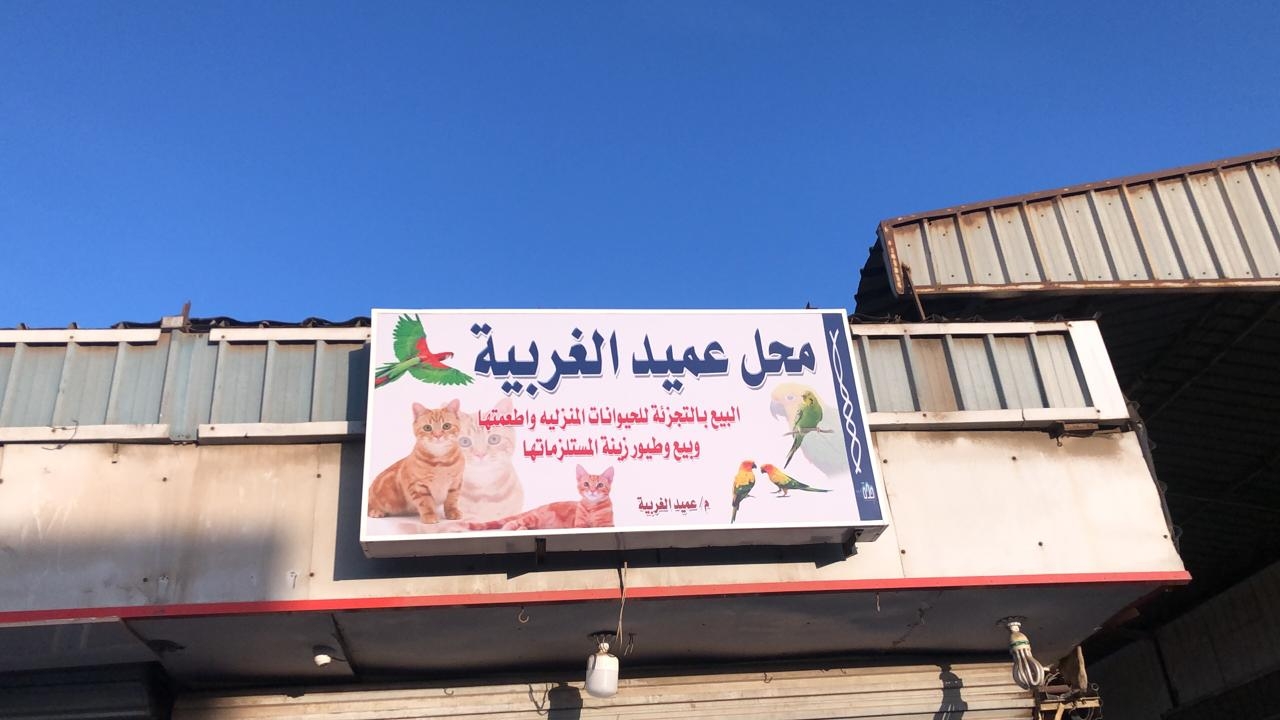 محل عميد الغربية
البيع بالتجزئة للحيوانات المنزليه واطعمتها
وبيع وطيور زينة المستلزماتها
م/ عميد الغربية